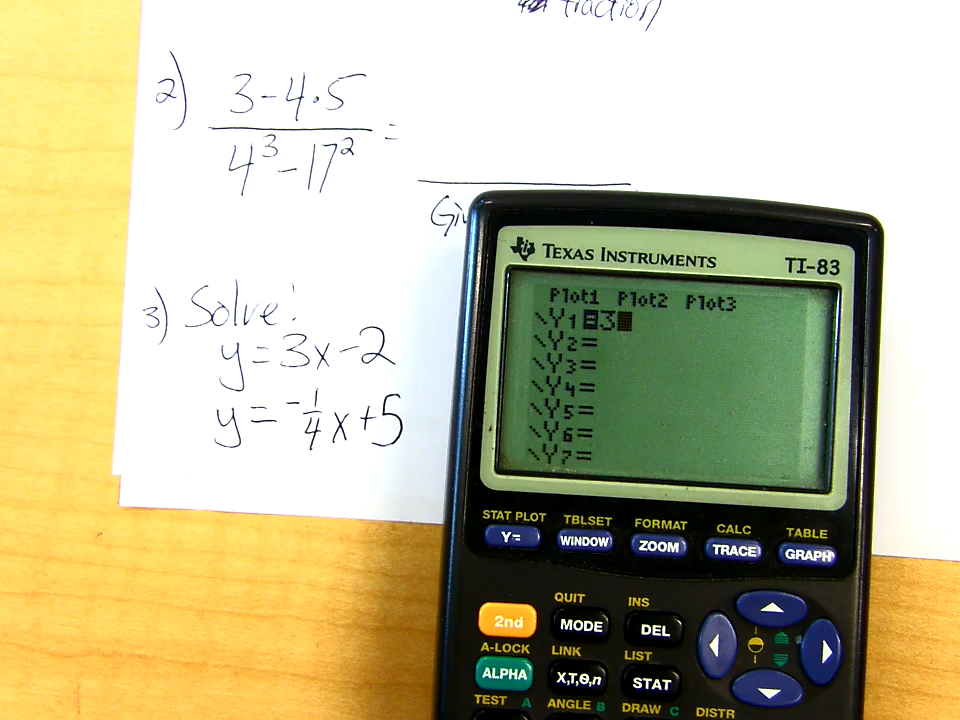 fraction
2) 3-4·5
4³-17² =
3) Solve:
y=3x-2
y=-1/4x+5
TEXAS INSTRUMENTS TI-83
Plot1 Plot2 Plot3
\Y1=3
\Y2=
\Y3=
\Y4=
\Y5=
\Y6=
\Y7=
STAT PLOT TBLSET FORMAT CALC TABLE
Y= WINDOW ZOOM TRACE GRAPH
QUIT INS
2nd MODE DEL
A-LOCK LINK LIST
ALPHA X,T,θ,n STAT
TEST A ANGLE B DRAW C DISTR